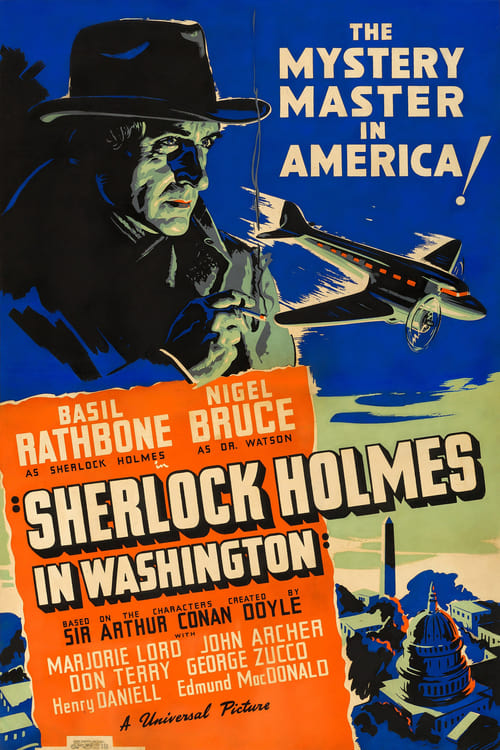 THE
MYSTERY
MASTER
IN
AMERICA!
BASIL
RATHBONE
AS SHERLOCK HOLMES
NIGEL
BRUCE
AS DR. WATSON
in
"SHERLOCK HOLMES
IN WASHINGTON"
BASED ON THE CHARACTERS CREATED BY
SIR ARTHUR CONAN DOYLE
WITH
MARJORIE LORD JOHN ARCHER
DON TERRY GEORGE ZUCCO
Henry DANIELL Edmund MacDONALD
A Universal Picture